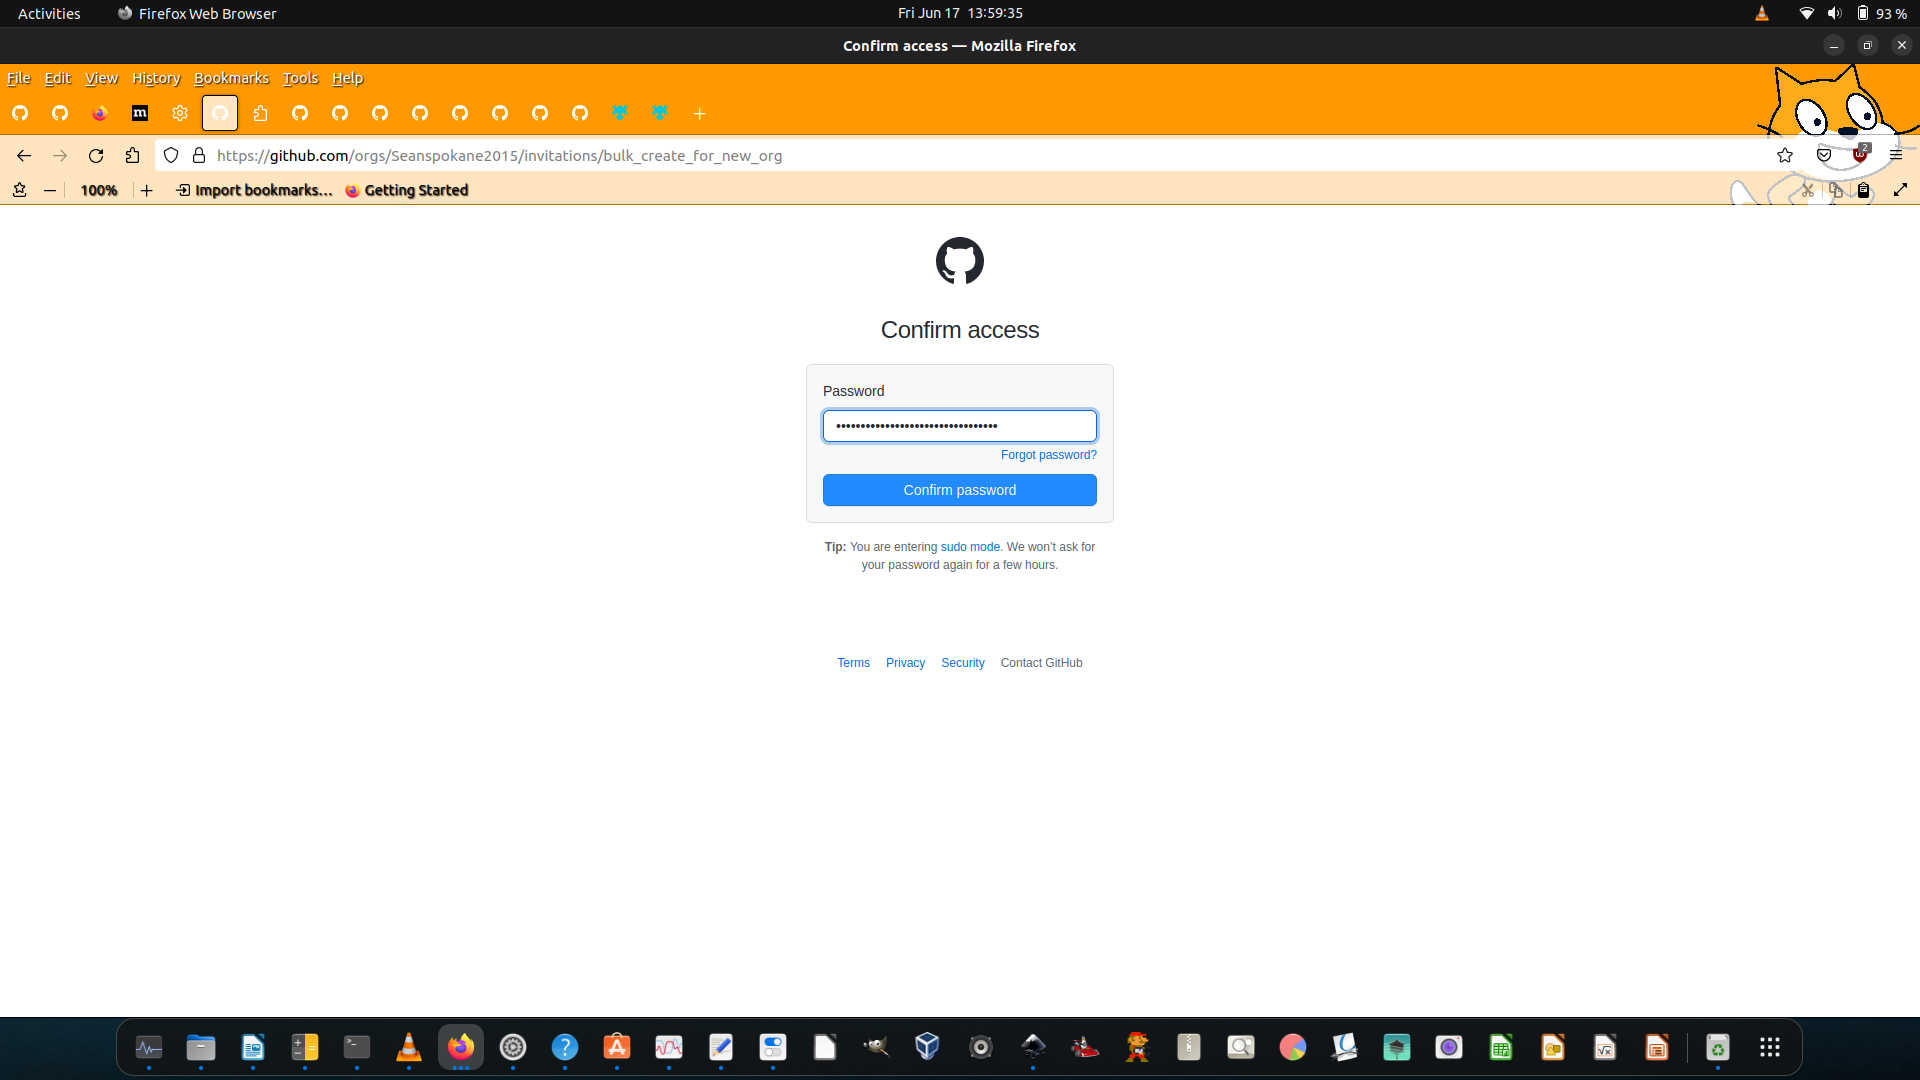 Activities
Firefox Web Browser
Fri Jun 17 13:59:35
93 %
Confirm access — Mozilla Firefox
File Edit View History Bookmarks Tools Help
m
https://github.com/orgs/Seanspokane2015/invitations/bulk_create_for_new_org
2
100%
Import bookmarks…
Getting Started
Confirm access
Password
••••••••••••••••••••••••••••••••••
Forgot password?
Confirm password
Tip: You are entering sudo mode. We won't ask for
your password again for a few hours.
Terms Privacy Security Contact GitHub